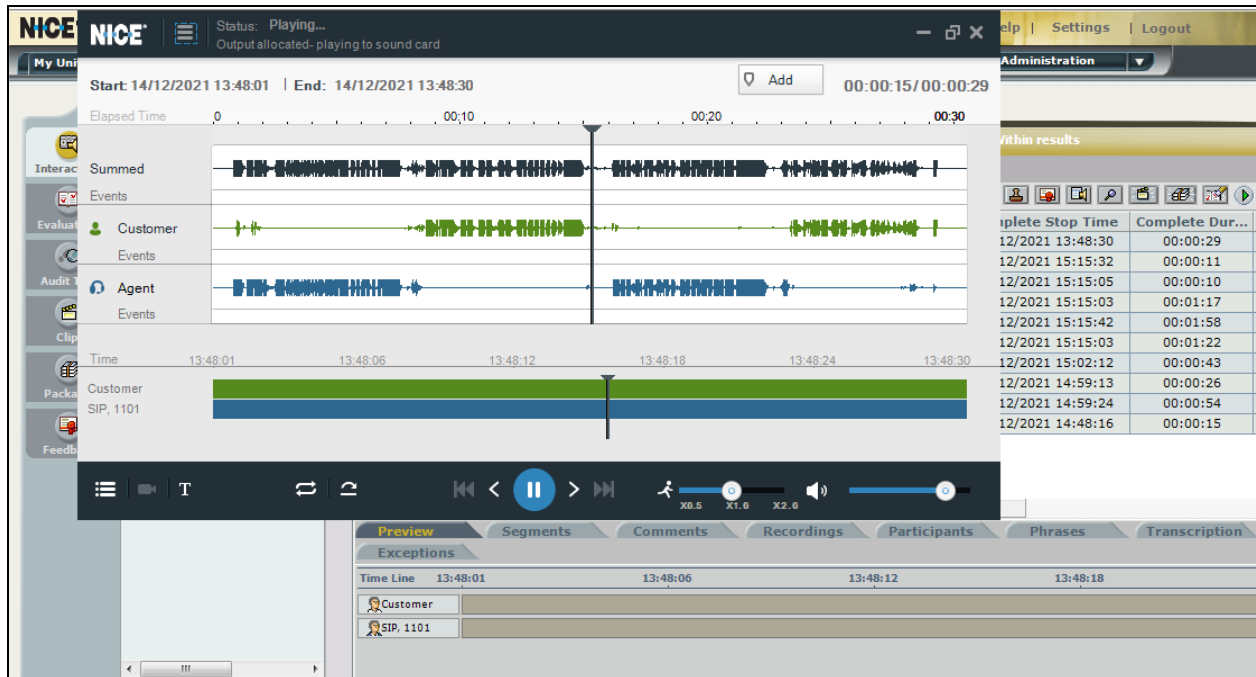 NICE
NICE
Status: Playing...
Output allocated- playing to sound card
elp | Settings | Logout
My Uni
Administration
Start: 14/12/2021 13:48:01 | End: 14/12/2021 13:48:30
Add
00:00:15/00:00:29
Elapsed Time 0 00:10 00:20 00:30
Within results
Interac
Summed
Events
Evaluat
Customer
Events
Audit T
Agent
Events
Clip
Packa
Feedb
nplete Stop Time Complete Dur...
12/2021 13:48:30 00:00:29
12/2021 15:15:32 00:00:11
12/2021 15:15:05 00:00:10
12/2021 15:15:03 00:01:17
12/2021 15:15:42 00:01:58
12/2021 15:15:03 00:01:22
12/2021 15:02:12 00:00:43
12/2021 14:59:13 00:00:26
12/2021 14:59:24 00:00:54
12/2021 14:48:16 00:00:15
Time 13:48:01 13:48:06 13:48:12 13:48:18 13:48:24 13:48:30
Customer
SIP, 1101
T
X0.5 X1.0 X2.0
Preview Segments Comments Recordings Participants Phrases Transcription
Exceptions
Time Line 13:48:01 13:48:06 13:48:12 13:48:18
Customer
SIP, 1101